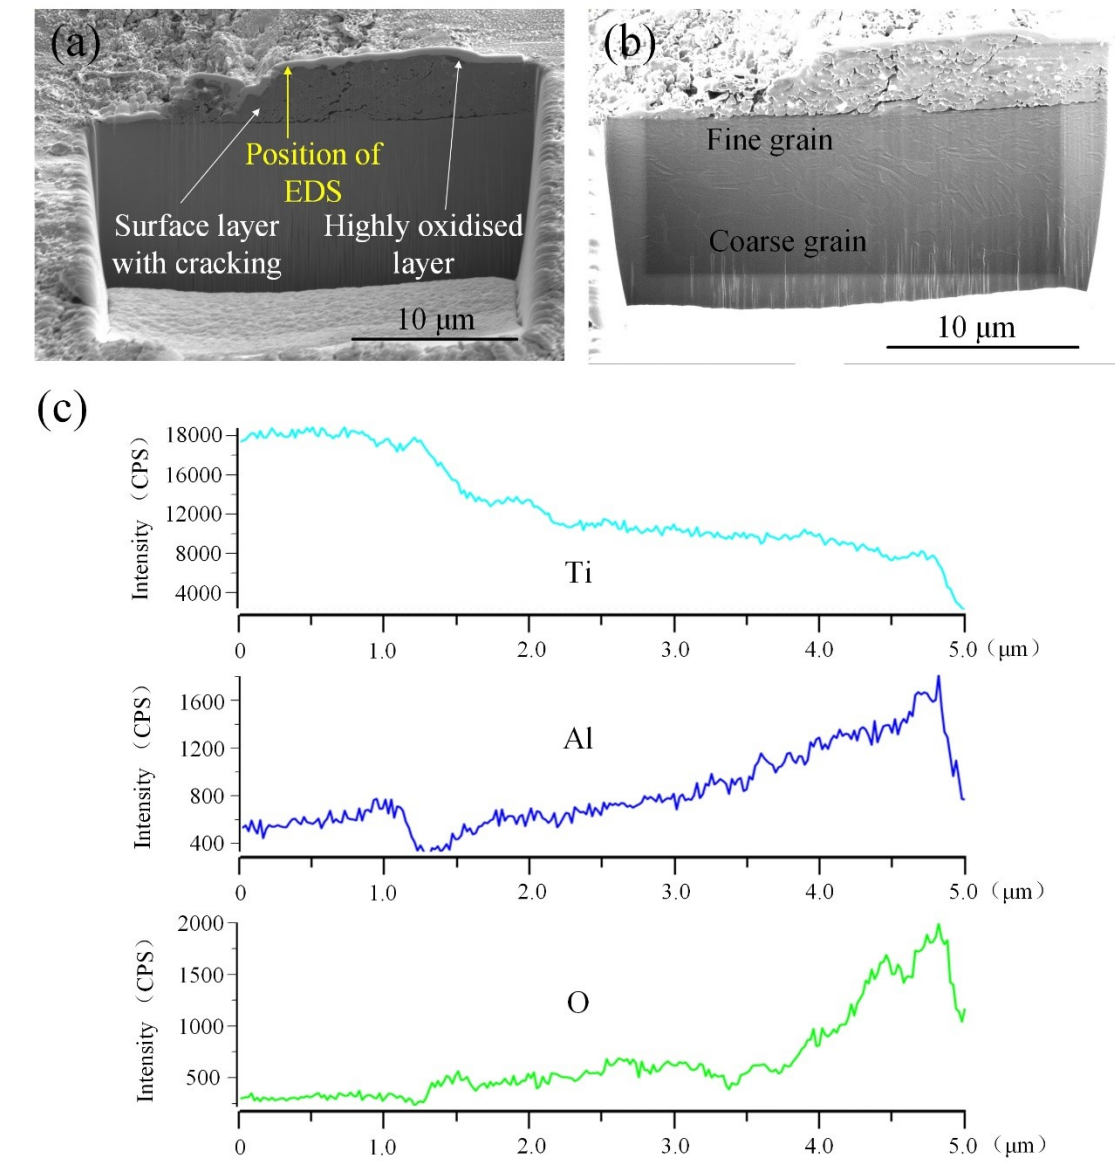 (a)
Position of
EDS
Surface layer
with cracking
Highly oxidised
layer
10 μm
(b)
Fine grain
Coarse grain
10 μm
(c)
Intensity (CPS)
18000
16000
12000
8000
4000
Ti
0 1.0 2.0 3.0 4.0 5.0 (μm)
Intensity (CPS)
1600
1200
800
400
Al
0 1.0 2.0 3.0 4.0 5.0 (μm)
Intensity (CPS)
2000
1500
1000
500
O
0 1.0 2.0 3.0 4.0 5.0 (μm)